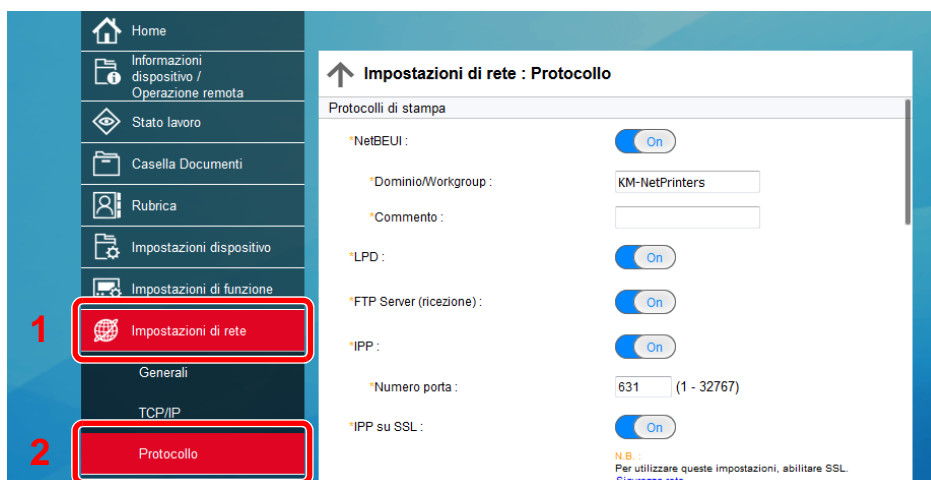 Home
Informazioni
dispositivo /
Operazione remota
Stato lavoro
Casella Documenti
Rubrica
Impostazioni dispositivo
Impostazioni di funzione
1
Impostazioni di rete
Generali
TCP/IP
2
Protocollo
Impostazioni di rete : Protocollo
Protocolli di stampa
*NetBEUI : On
*Dominio/Workgroup : KM-NetPrinters
*Commento :
*LPD : On
*FTP Server (ricezione) : On
*IPP : On
*Numero porta : 631 (1 - 32767)
*IPP su SSL : On
N.B. :
Per utilizzare queste impostazioni, abilitare SSL.
Sicurezza rete